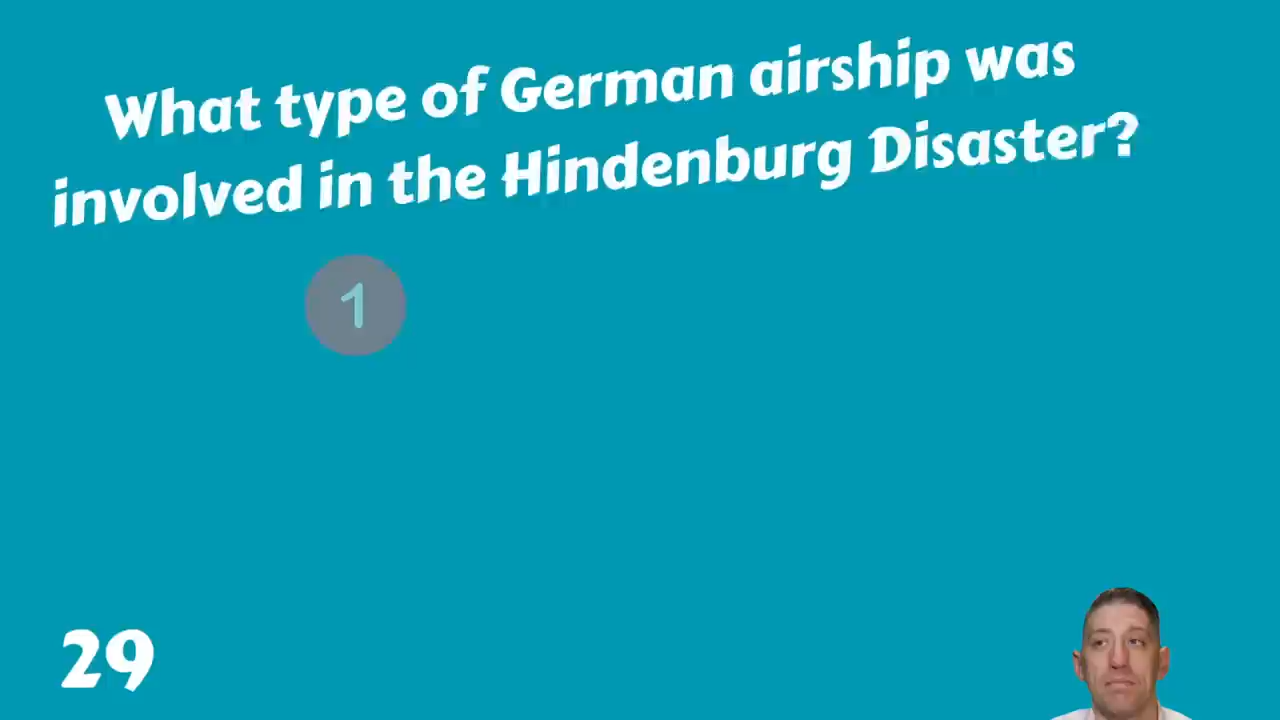 What type of German airship was
involved in the Hindenburg Disaster?
1
29